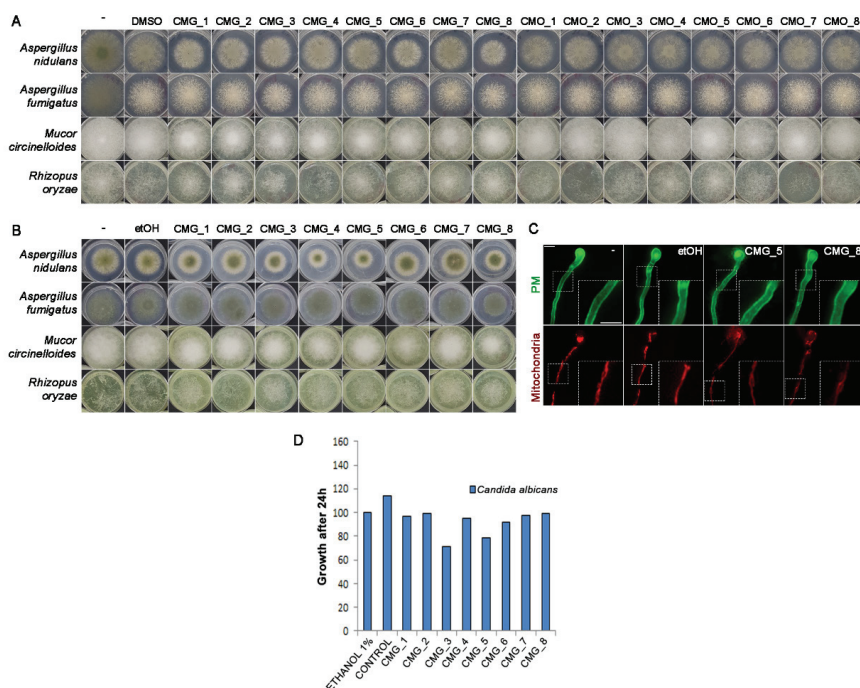 A
- DMSO CMG_1 CMG_2 CMG_3 CMG_4 CMG_5 CMG_6 CMG_7 CMG_8 CMO_1 CMO_2 CMO_3 CMO_4 CMO_5 CMO_6 CMO_7 CMO_8
Aspergillus
nidulans
Aspergillus
fumigatus
Mucor
circinelloides
Rhizopus
oryzae
B
- etOH CMG_1 CMG_2 CMG_3 CMG_4 CMG_5 CMG_6 CMG_7 CMG_8
Aspergillus
nidulans
Aspergillus
fumigatus
Mucor
circinelloides
Rhizopus
oryzae
C
- etOH CMG_5 CMG_8
PM
Mitochondria
D
Growth after 24h
160
140
120
100
80
60
40
20
0
Candida albicans
ETHANOL 1% CONTROL CMG_1 CMG_2 CMG_3 CMG_4 CMG_5 CMG_6 CMG_7 CMG_8